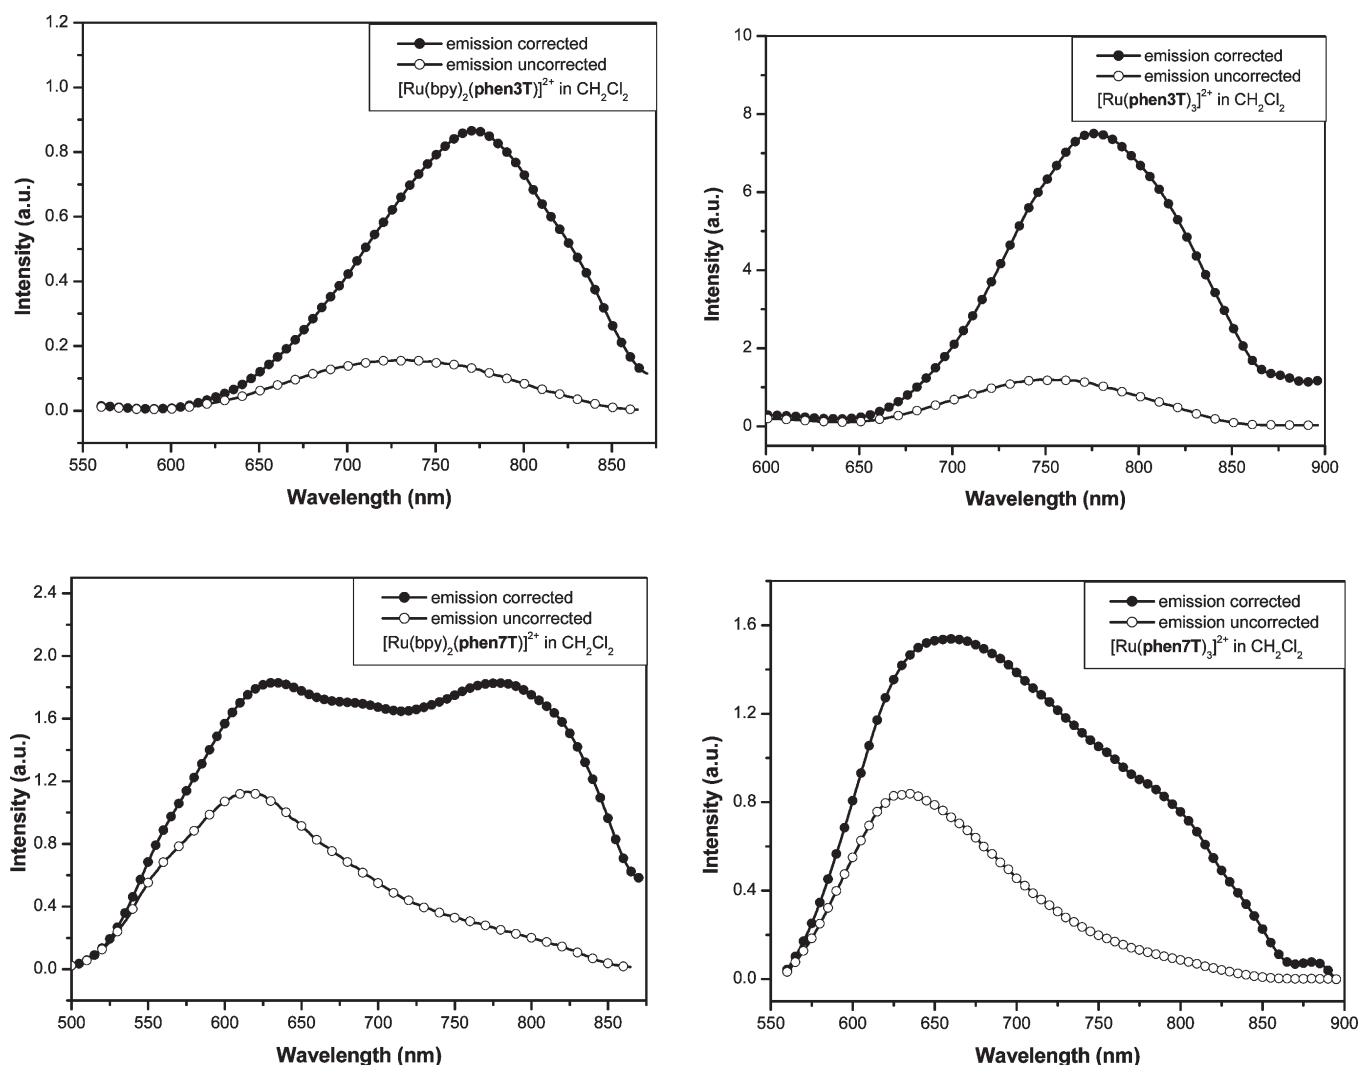 1.2
1.0
0.8
0.6
0.4
0.2
0.0
Intensity (a.u.)
emission corrected
emission uncorrected
[Ru(bpy)₂(phen3T)]²⁺ in CH₂Cl₂
550 600 650 700 750 800 850
Wavelength (nm)
10
8
6
4
2
0
Intensity (a.u.)
emission corrected
emission uncorrected
[Ru(phen3T)₃]²⁺ in CH₂Cl₂
600 650 700 750 800 850 900
Wavelength (nm)
2.4
2.0
1.6
1.2
0.8
0.4
0.0
Intensity (a.u.)
emission corrected
emission uncorrected
[Ru(bpy)₂(phen7T)]²⁺ in CH₂Cl₂
500 550 600 650 700 750 800 850
Wavelength (nm)
1.6
1.2
0.8
0.4
0.0
Intensity (a.u.)
emission corrected
emission uncorrected
[Ru(phen7T)₃]²⁺ in CH₂Cl₂
550 600 650 700 750 800 850 900
Wavelength (nm)